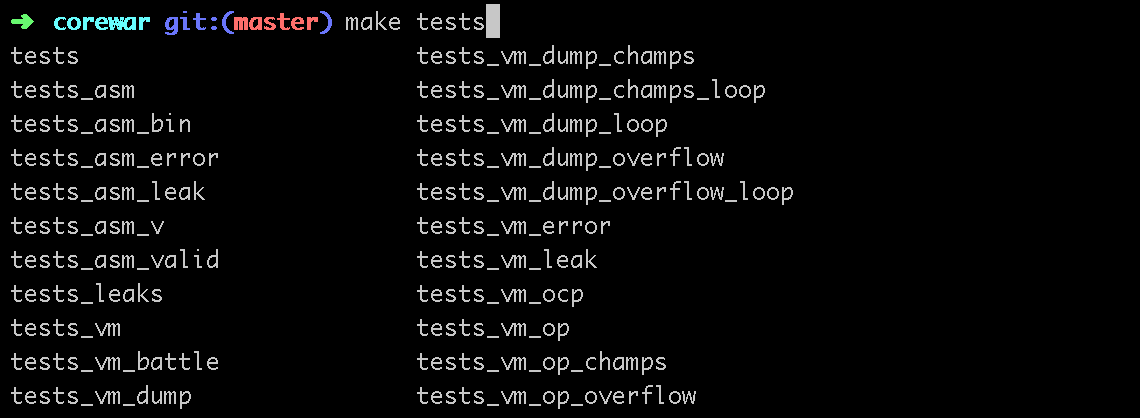 ➜ corewar git:(master) make tests
tests tests_vm_dump_champs
tests_asm tests_vm_dump_champs_loop
tests_asm_bin tests_vm_dump_loop
tests_asm_error tests_vm_dump_overflow
tests_asm_leak tests_vm_dump_overflow_loop
tests_asm_v tests_vm_error
tests_asm_valid tests_vm_leak
tests_leaks tests_vm_ocp
tests_vm tests_vm_op
tests_vm_battle tests_vm_op_champs
tests_vm_dump tests_vm_op_overflow